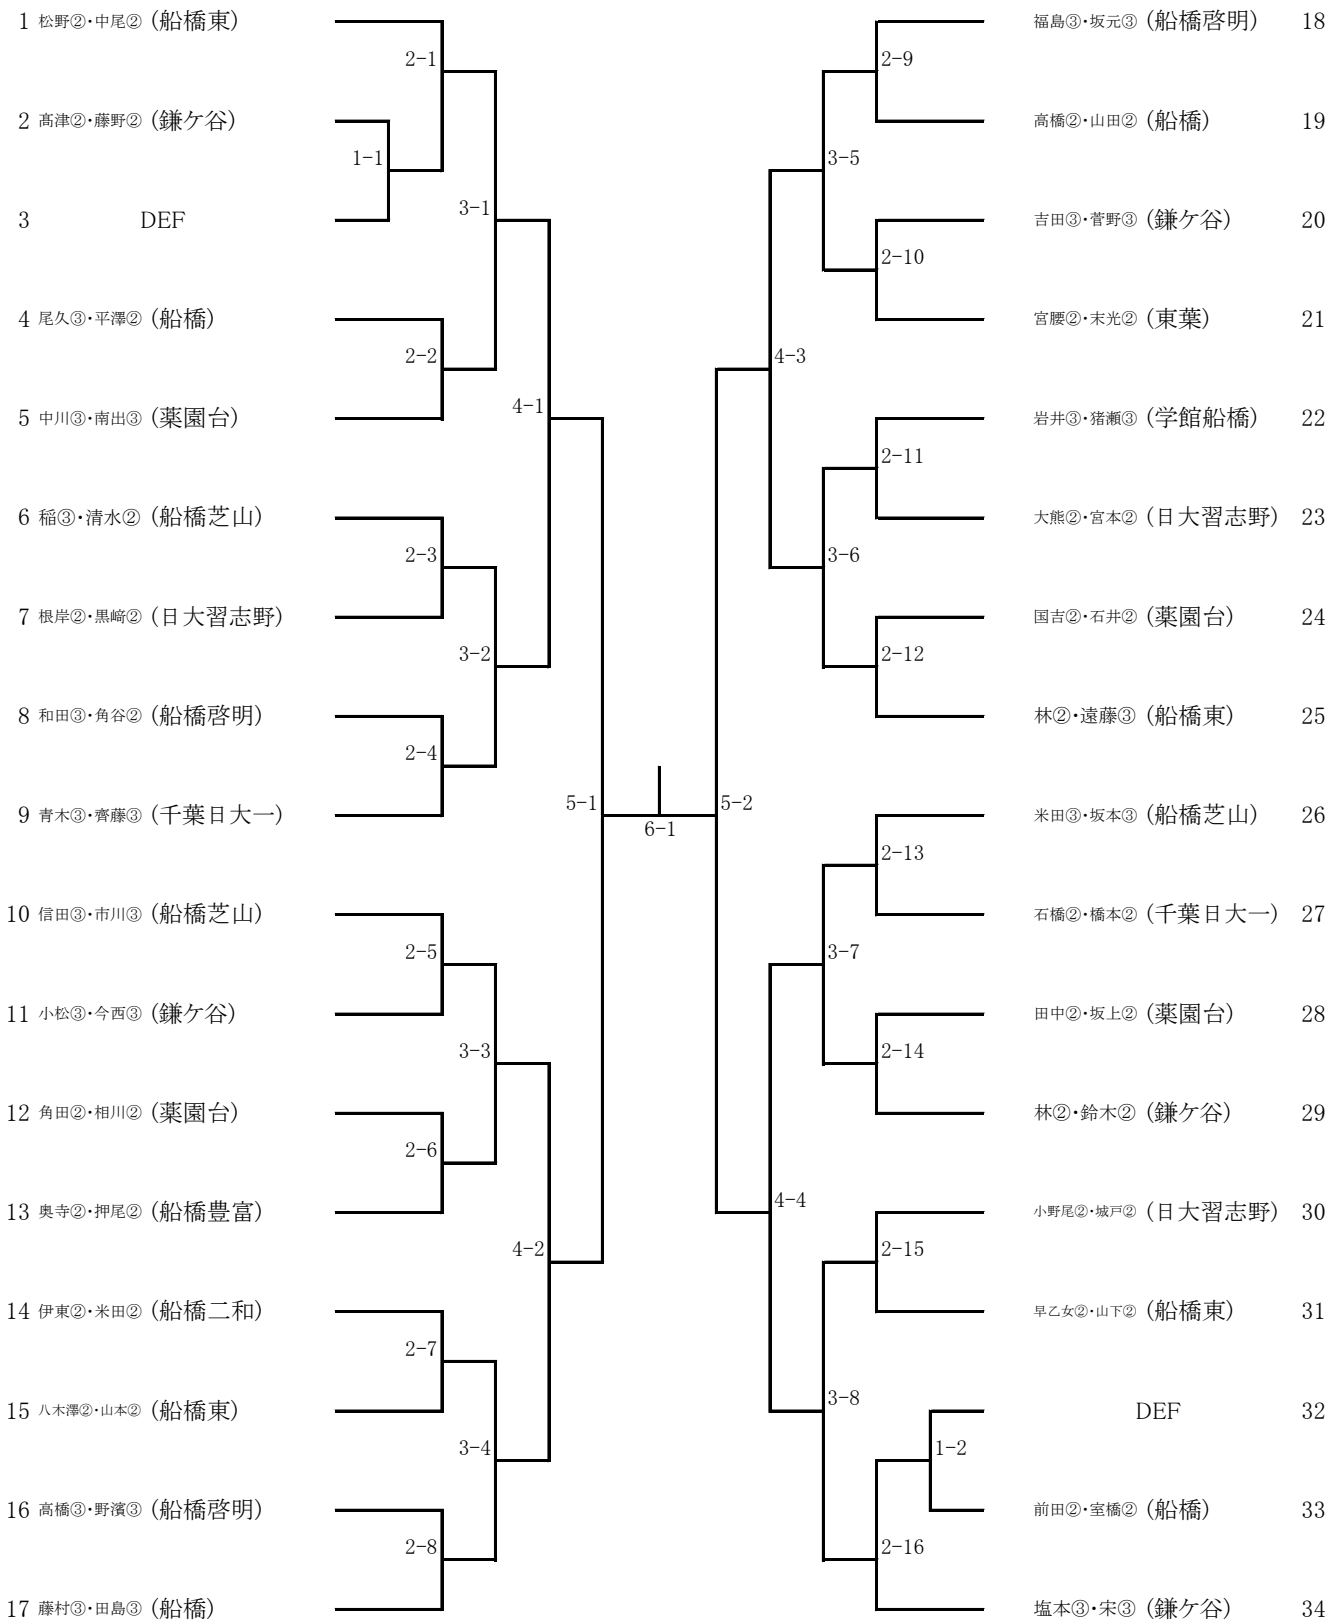 1 松野②・中尾② (船橋東)
2-1
2 髙津②・藤野② (鎌ケ谷)
1-1
3 DEF
3-1
4 尾久③・平澤② (船橋)
2-2
5 中川③・南出③ (薬園台)
4-1
6 稲③・清水② (船橋芝山)
2-3
7 根岸②・黒﨑② (日大習志野)
3-2
8 和田③・角谷② (船橋啓明)
2-4
9 青木③・齊藤③ (千葉日大一)
5-1
10 信田③・市川③ (船橋芝山)
2-5
11 小松③・今西③ (鎌ケ谷)
3-3
12 角田②・相川② (薬園台)
2-6
13 奥寺②・押尾② (船橋豊富)
4-2
14 伊東②・米田② (船橋二和)
2-7
15 八木澤②・山本② (船橋東)
3-4
16 高橋③・野濱③ (船橋啓明)
2-8
17 藤村③・田島③ (船橋)
6-1
福島③・坂元③ (船橋啓明) 18
2-9
高橋②・山田② (船橋) 19
3-5
吉田③・菅野③ (鎌ケ谷) 20
2-10
宮腰②・末光② (東葉) 21
4-3
岩井③・猪瀬③ (学館船橋) 22
2-11
大熊②・宮本② (日大習志野) 23
3-6
国吉②・石井② (薬園台) 24
2-12
林②・遠藤③ (船橋東) 25
5-2
米田③・坂本③ (船橋芝山) 26
2-13
石橋②・橋本② (千葉日大一) 27
3-7
田中②・坂上② (薬園台) 28
2-14
林②・鈴木② (鎌ケ谷) 29
4-4
小野尾②・城戸② (日大習志野) 30
2-15
早乙女②・山下② (船橋東) 31
3-8
DEF 32
1-2
前田②・室橋② (船橋) 33
2-16
塩本③・宋③ (鎌ケ谷) 34